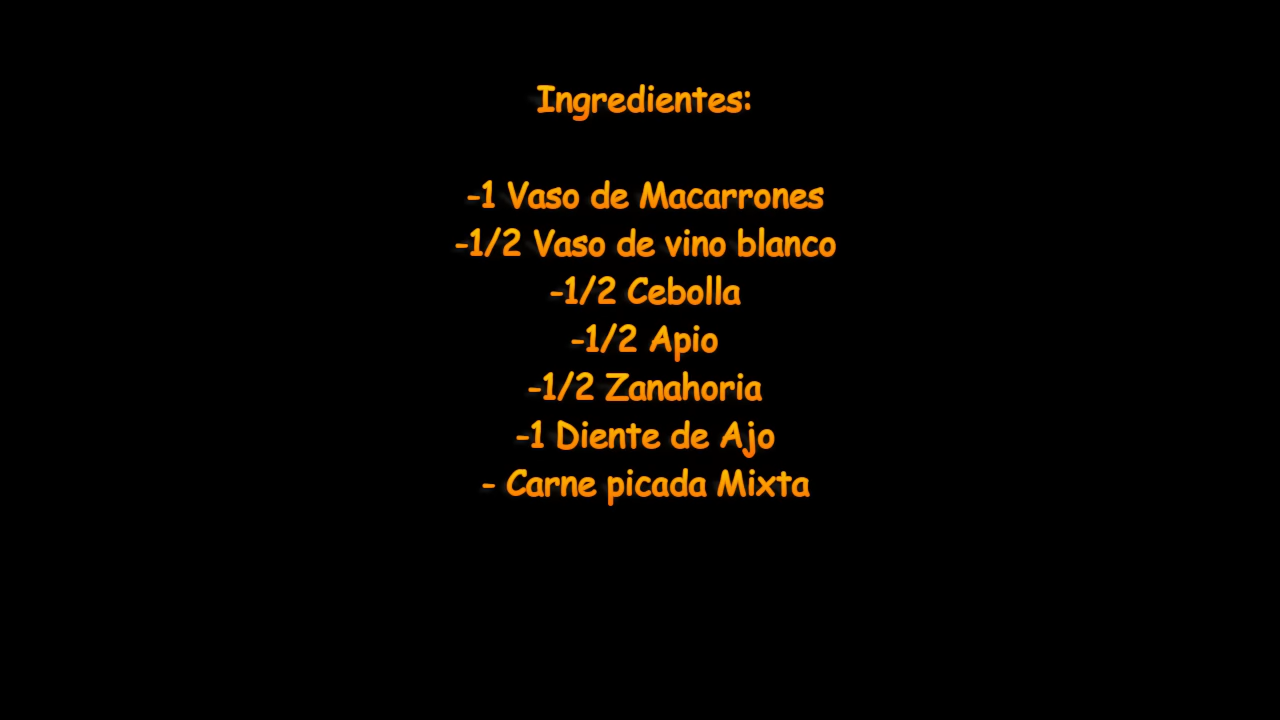 Ingredientes:
-1 Vaso de Macarrones
-1/2 Vaso de vino blanco
-1/2 Cebolla
-1/2 Apio
-1/2 Zanahoria
-1 Diente de Ajo
- Carne picada Mixta